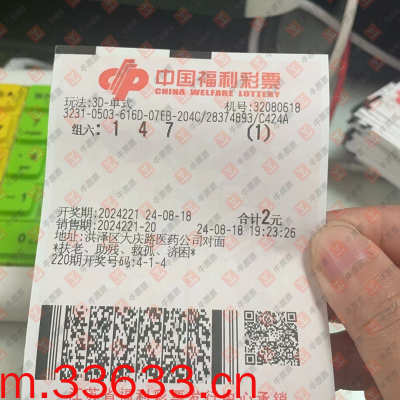 中国福利彩票
CHINA WELFARE LOTTERY
玩法:3D-单式 机号:32080618
3231-0503-616D-07EB-204C/28374893/C424A
组六: 1 4 7 (1)
开奖期:2024221 24-08-18 合计2元
销售期:2024221-20 24-08-18 19:23:26
地址:洪泽区大庆路医药公司对面
*扶老、助残、救孤、济困*
220期开奖号码:4-1-4
m.33633.cn